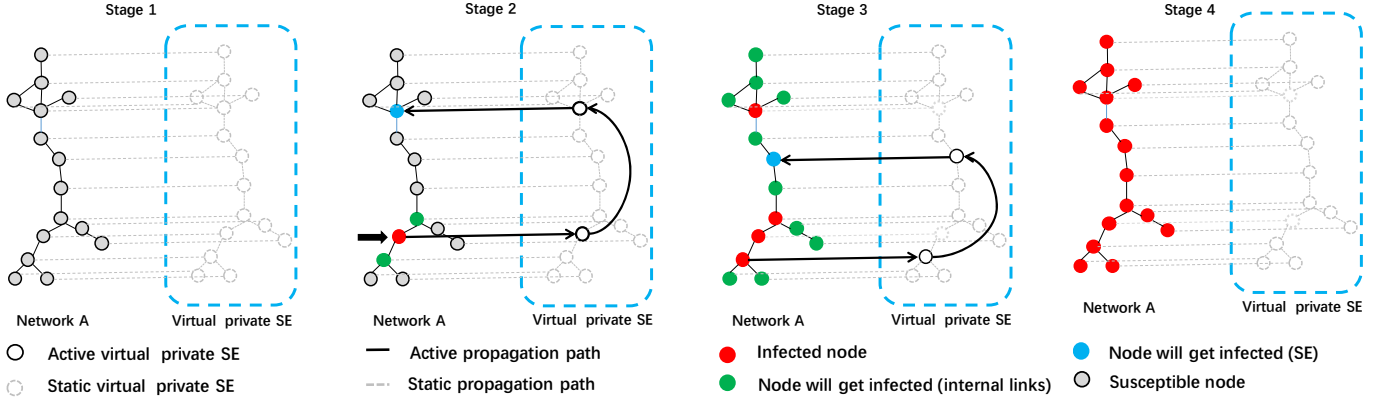 Stage 1
Stage 2
Stage 3
Stage 4
Network A
Virtual private SE
Network A
Virtual private SE
Network A
Virtual private SE
Network A
Virtual private SE
Active virtual private SE
Active propagation path
Infected node
Node will get infected (SE)
Static virtual private SE
Static propagation path
Node will get infected (internal links)
Susceptible node